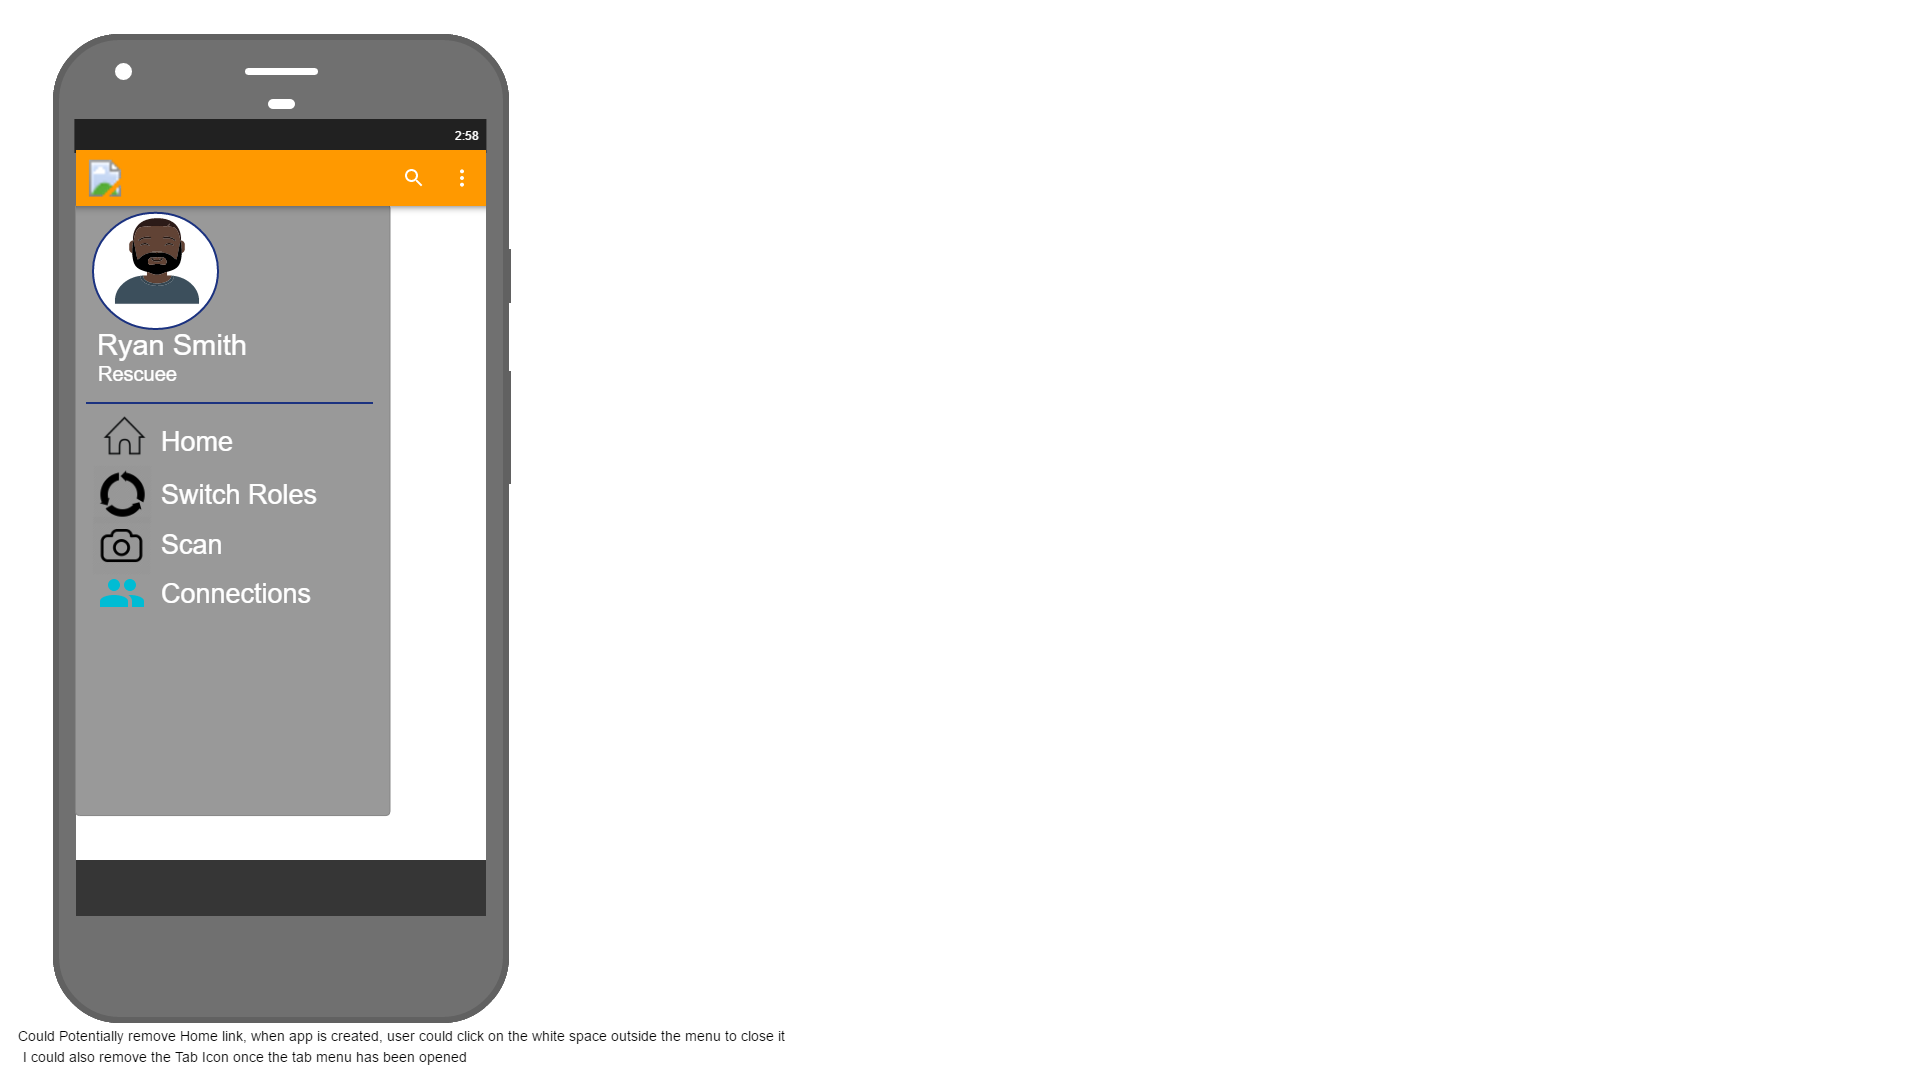 2:58
Ryan Smith
Rescuee
Home
Switch Roles
Scan
Connections
Could Potentially remove Home link, when app is created, user could click on the white space outside the menu to close it
I could also remove the Tab Icon once the tab menu has been opened